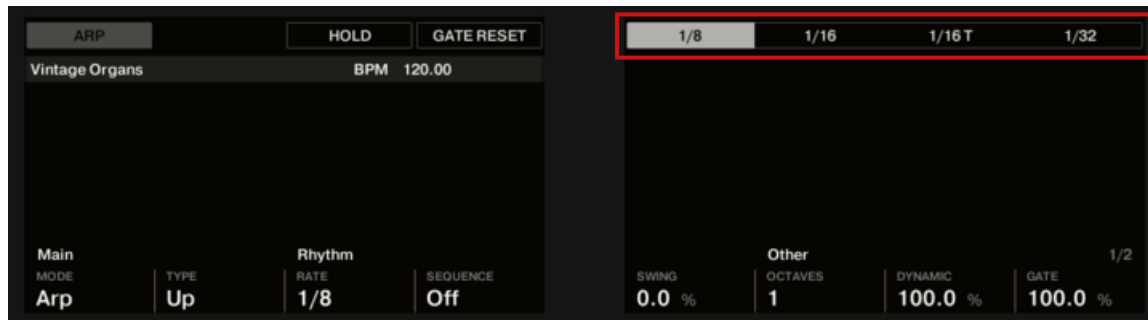 ARP HOLD GATE RESET 1/8 1/16 1/16 T 1/32
Vintage Organs BPM 120.00
Main Rhythm Other 1/2
MODE TYPE RATE SEQUENCE SWING OCTAVES DYNAMIC GATE
Arp Up 1/8 Off 0.0 % 1 100.0 % 100.0 %